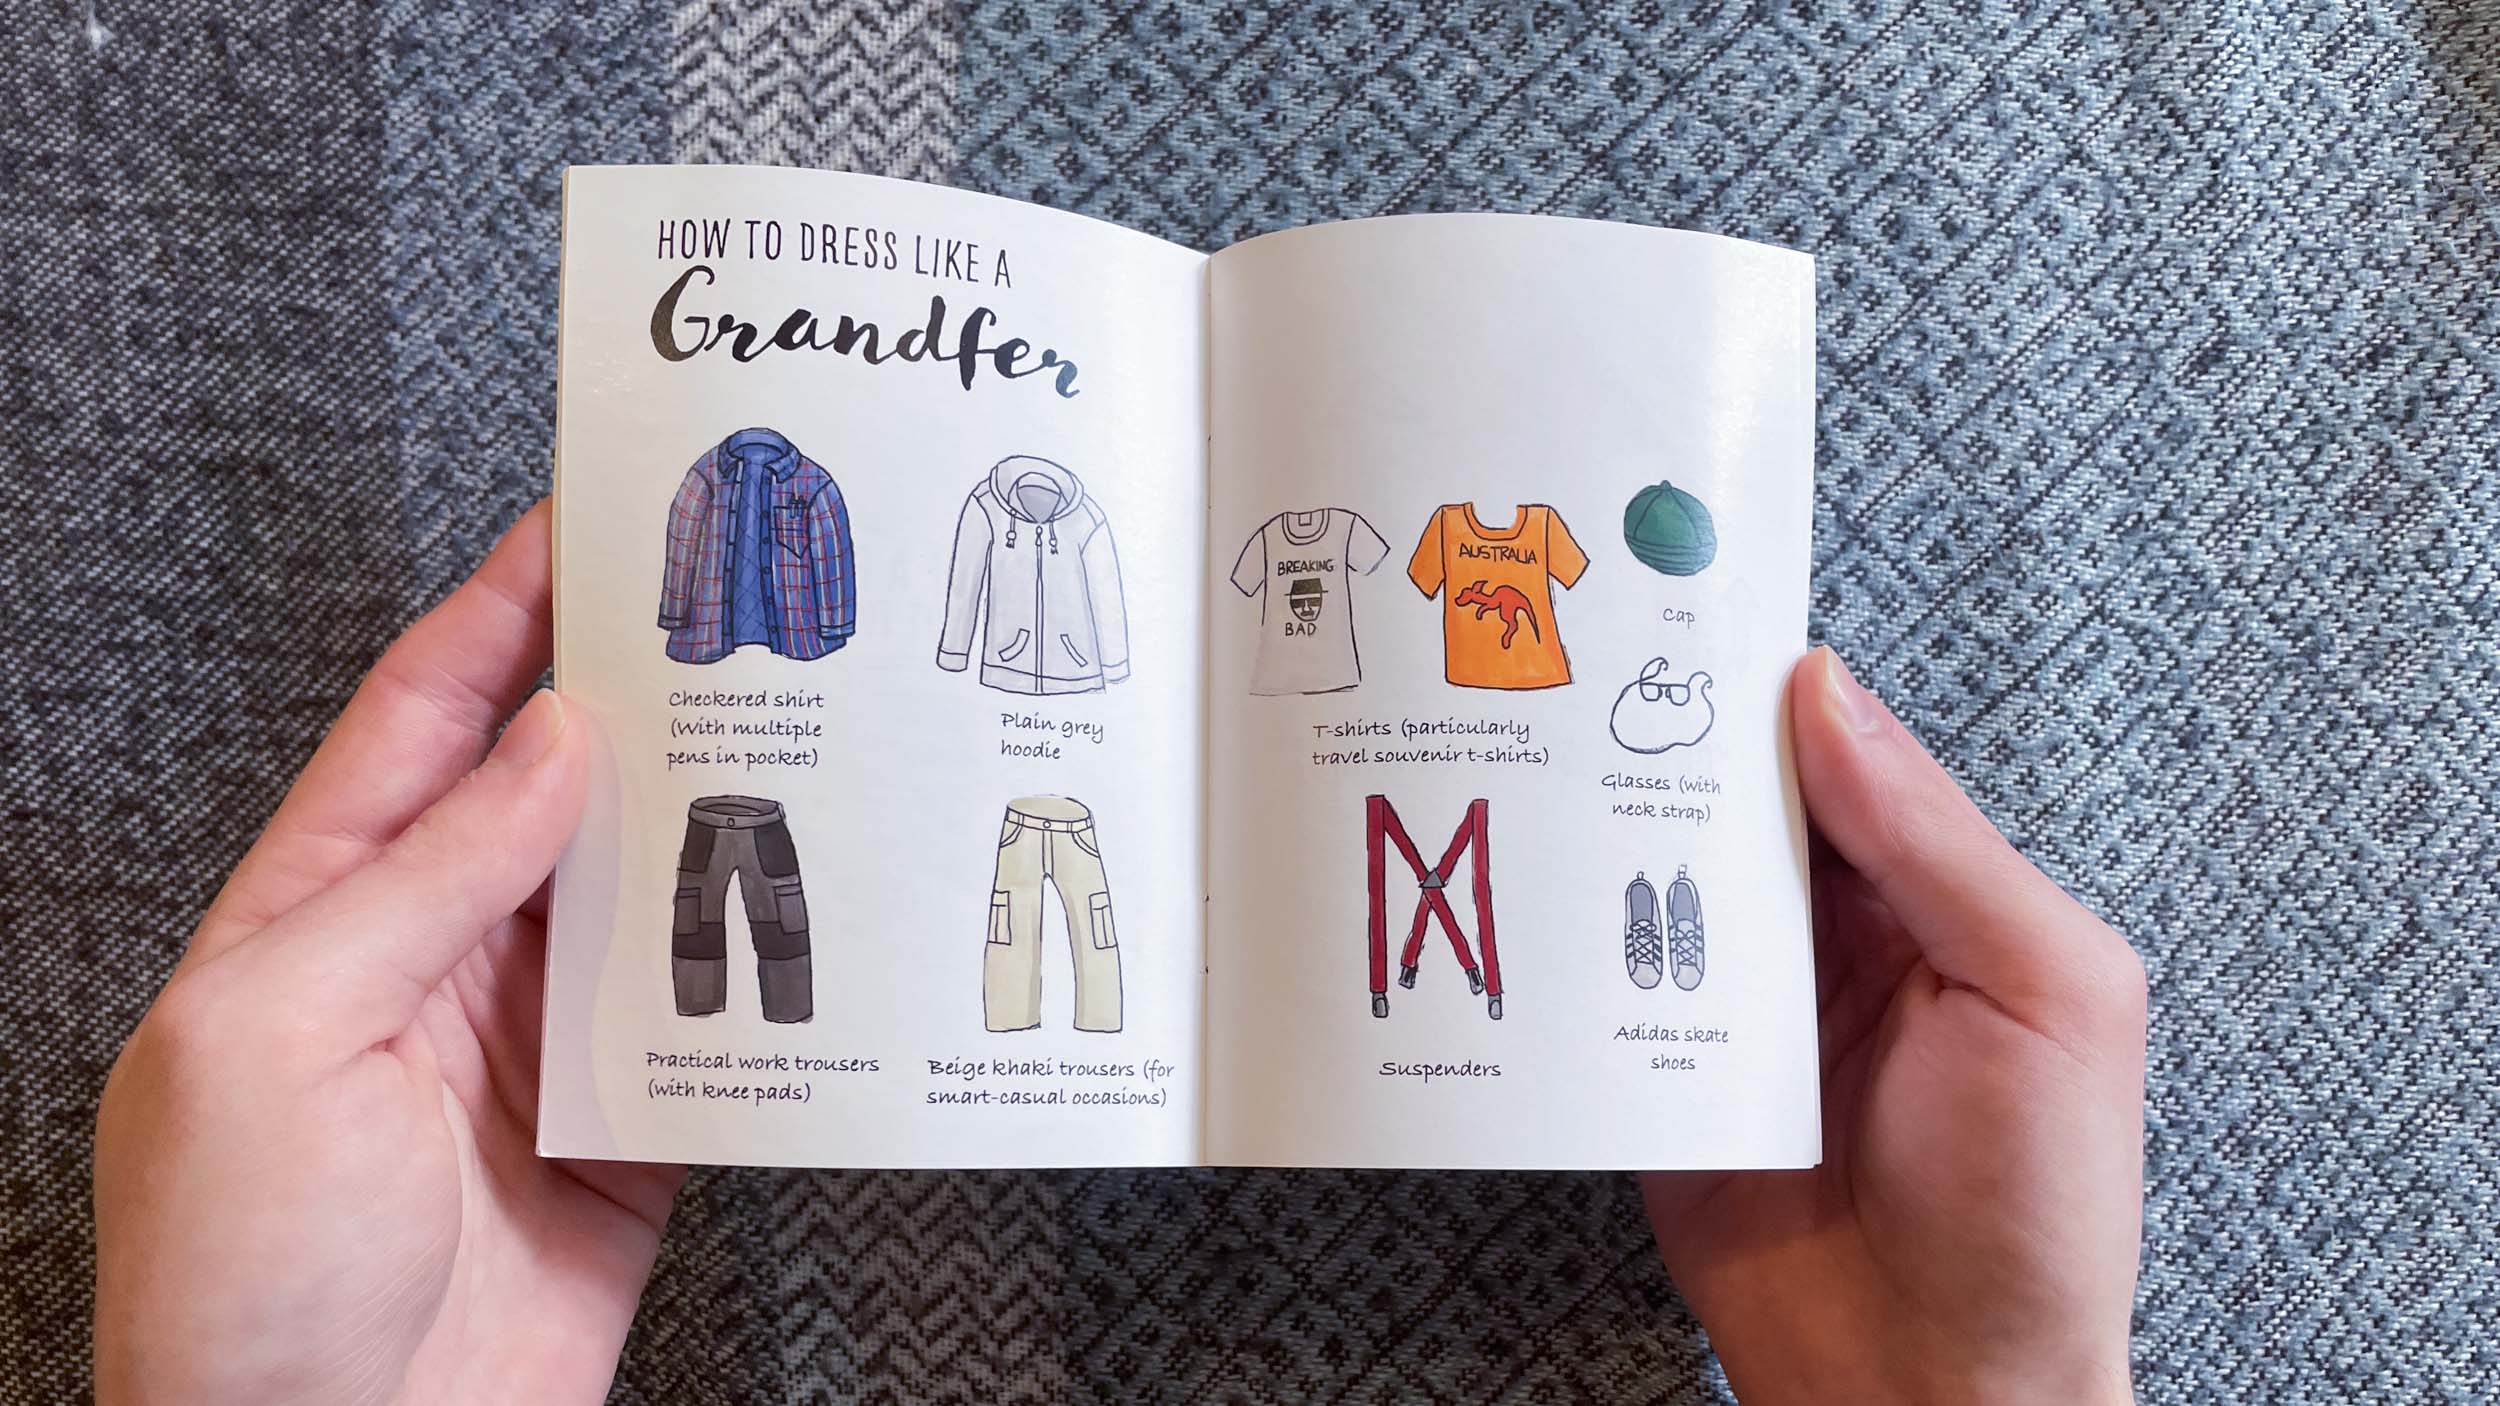 HOW TO DRESS LIKE A
Grandfer
Checkered shirt
(With multiple
pens in pocket)
Plain grey
hoodie
Practical work trousers
(with knee pads)
Beige khaki trousers (for
smart-casual occasions)
BREAKING
BAD
AUSTRALIA
T-shirts (particularly
travel souvenir t-shirts)
Cap
Glasses (with
neck strap)
Suspenders
Adidas skate
shoes